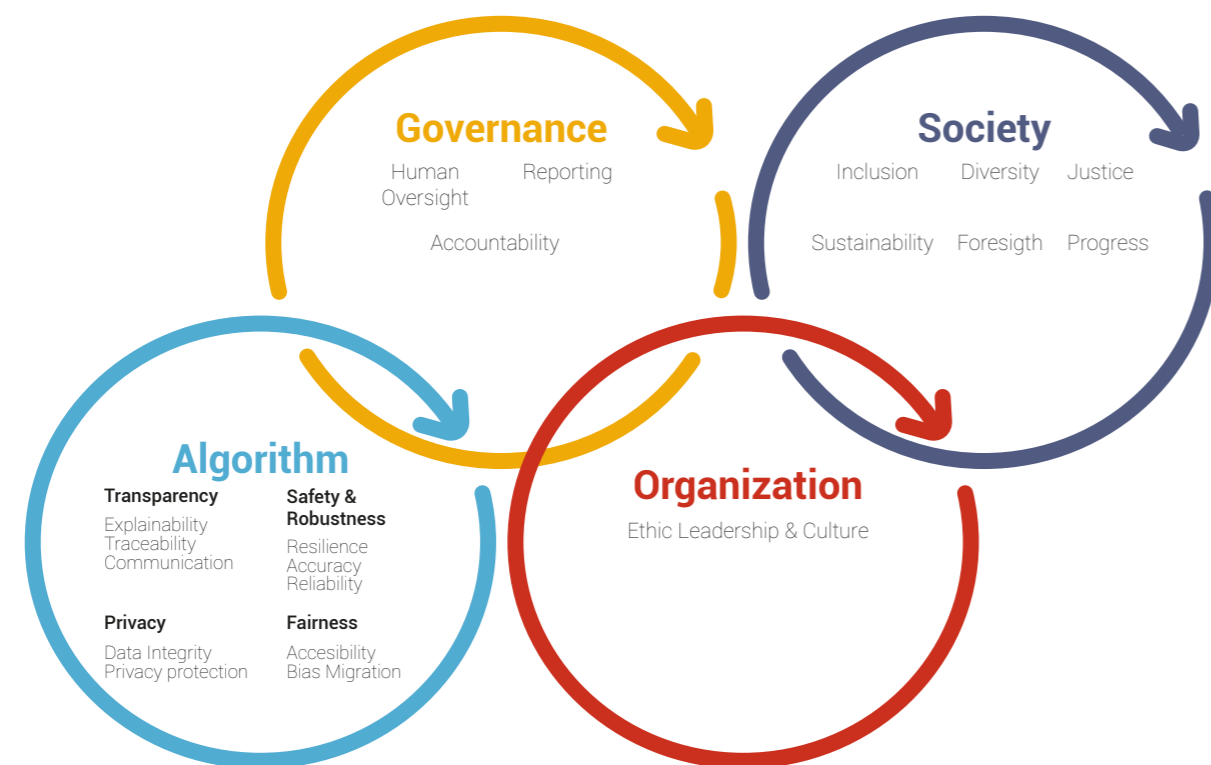 Governance
Human Reporting
Oversight
Accountability
Society
Inclusion Diversity Justice
Sustainability Foresigth Progress
Algorithm
Transparency
Explainability
Traceability
Communication
Safety &
Robustness
Resilience
Accuracy
Reliability
Privacy
Data Integrity
Privacy protection
Fairness
Accesibility
Bias Migration
Organization
Ethic Leadership & Culture